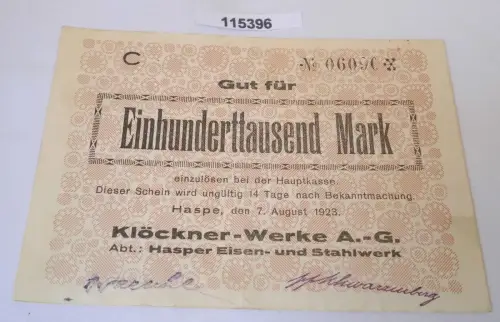 115396
C
№ 0609C
Gut für
Einhunderttausend Mark
einzulösen bei der Hauptkasse.
Dieser Schein wird ungültig 14 Tage nach Bekanntmachung.
Haspe, den 7. August 1923.
Klöckner-Werke A.-G.
Abt.: Hasper Eisen- und Stahlwerk